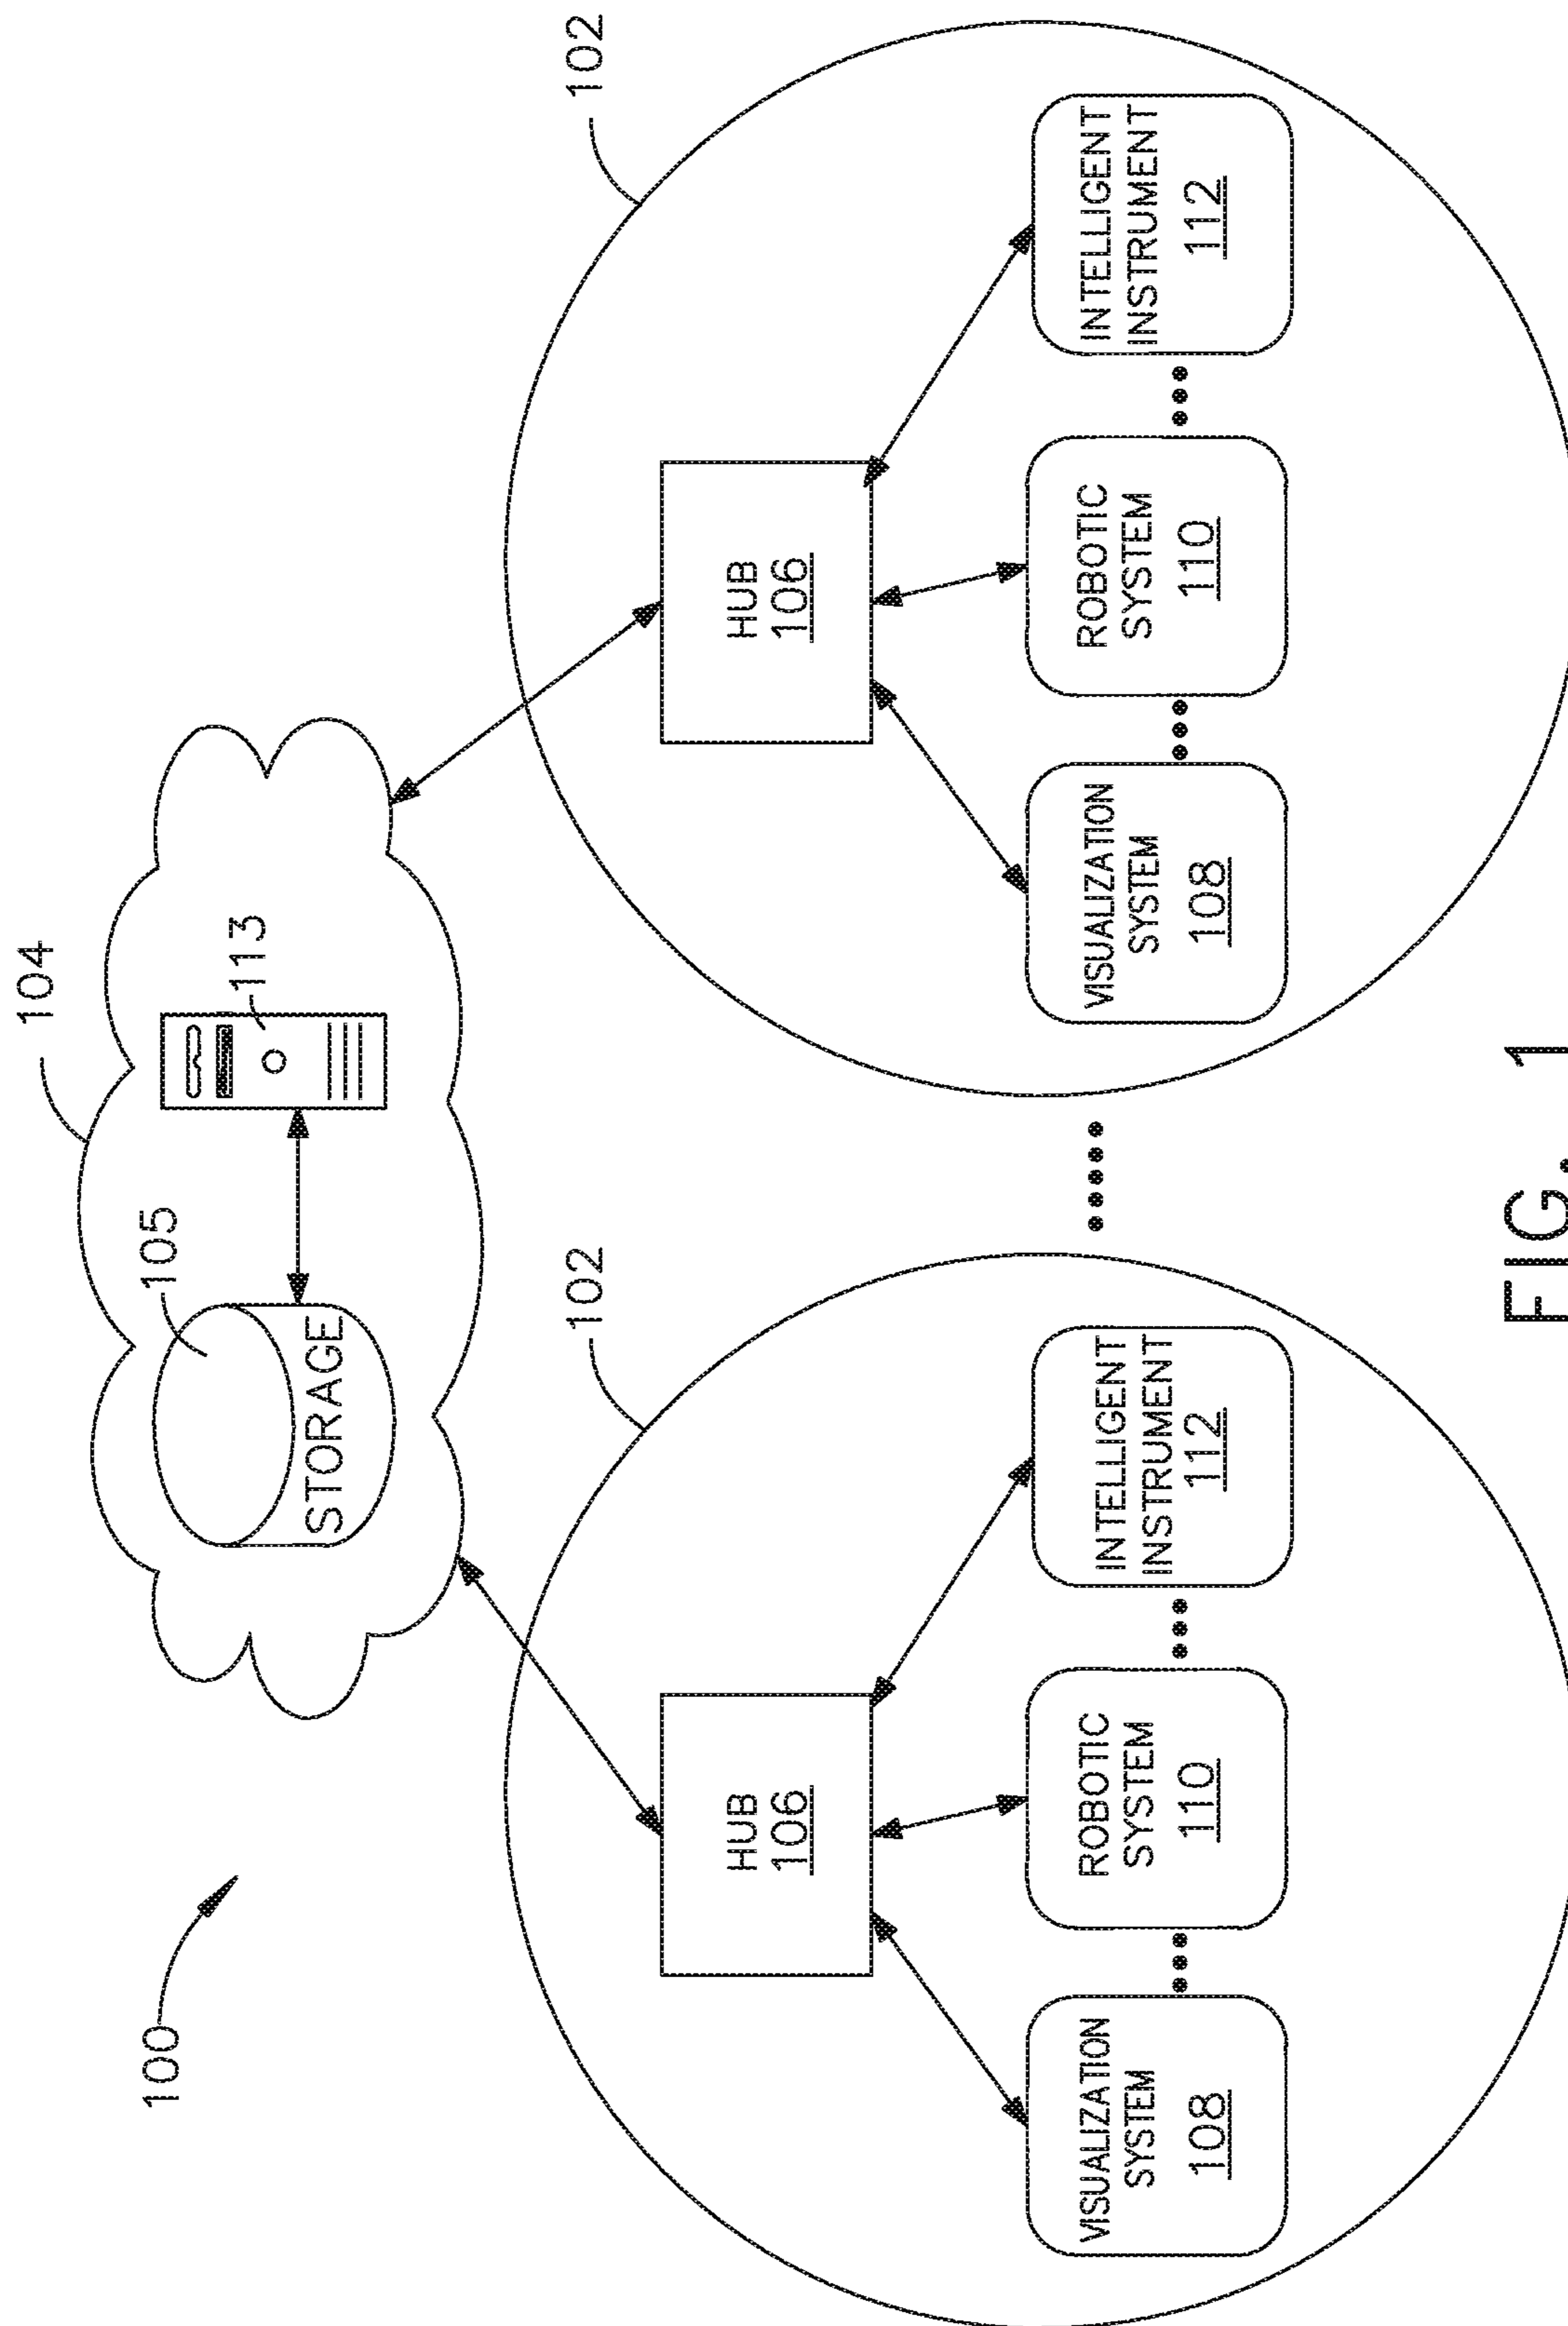 100
104
105
STORAGE
113
102
HUB
106
VISUALIZATION
SYSTEM
108
ROBOTIC
SYSTEM
110
INTELLIGENT
INSTRUMENT
112
102
HUB
106
VISUALIZATION
SYSTEM
108
ROBOTIC
SYSTEM
110
INTELLIGENT
INSTRUMENT
112
FIG. 1